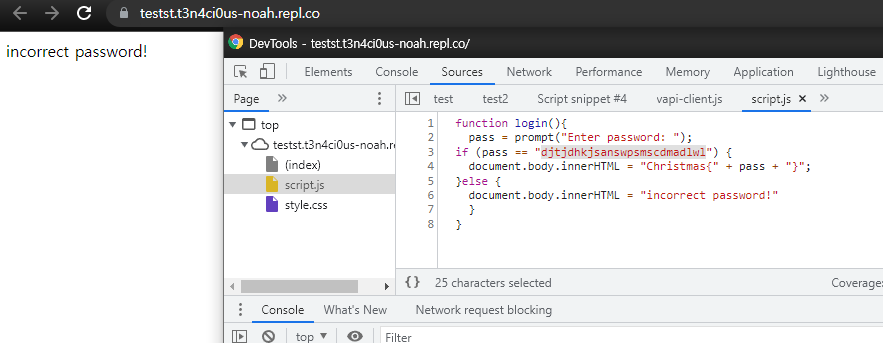 testst.t3n4ci0us-noah.repl.co
incorrect password!
DevTools - testst.t3n4ci0us-noah.repl.co/
Elements Console Sources Network Performance Memory Application Lighthouse
Page test test2 Script snippet #4 vapi-client.js script.js
top
testst.t3n4ci0us-noah.r
(index)
script.js
style.css
1 function login(){
2 pass = prompt("Enter password: ");
3 if (pass == "djtjdhkjsanswpsmscdmadlwl") {
4 document.body.innerHTML = "Christmas{" + pass + "}";
5 }else {
6 document.body.innerHTML = "incorrect password!"
7 }
8 }
{} 25 characters selected Coverage:
Console What's New Network request blocking
top Filter